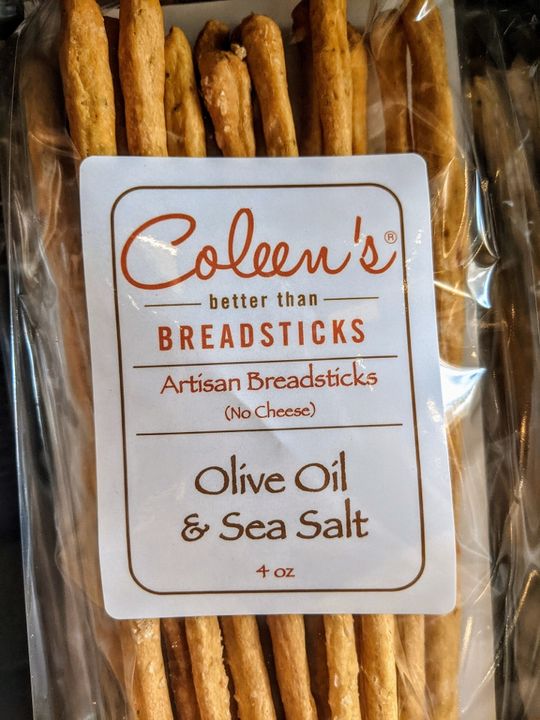 Coleen's®
better than
BREADSTICKS
Artisan Breadsticks
(No Cheese)
Olive Oil
& Sea Salt
4 oz